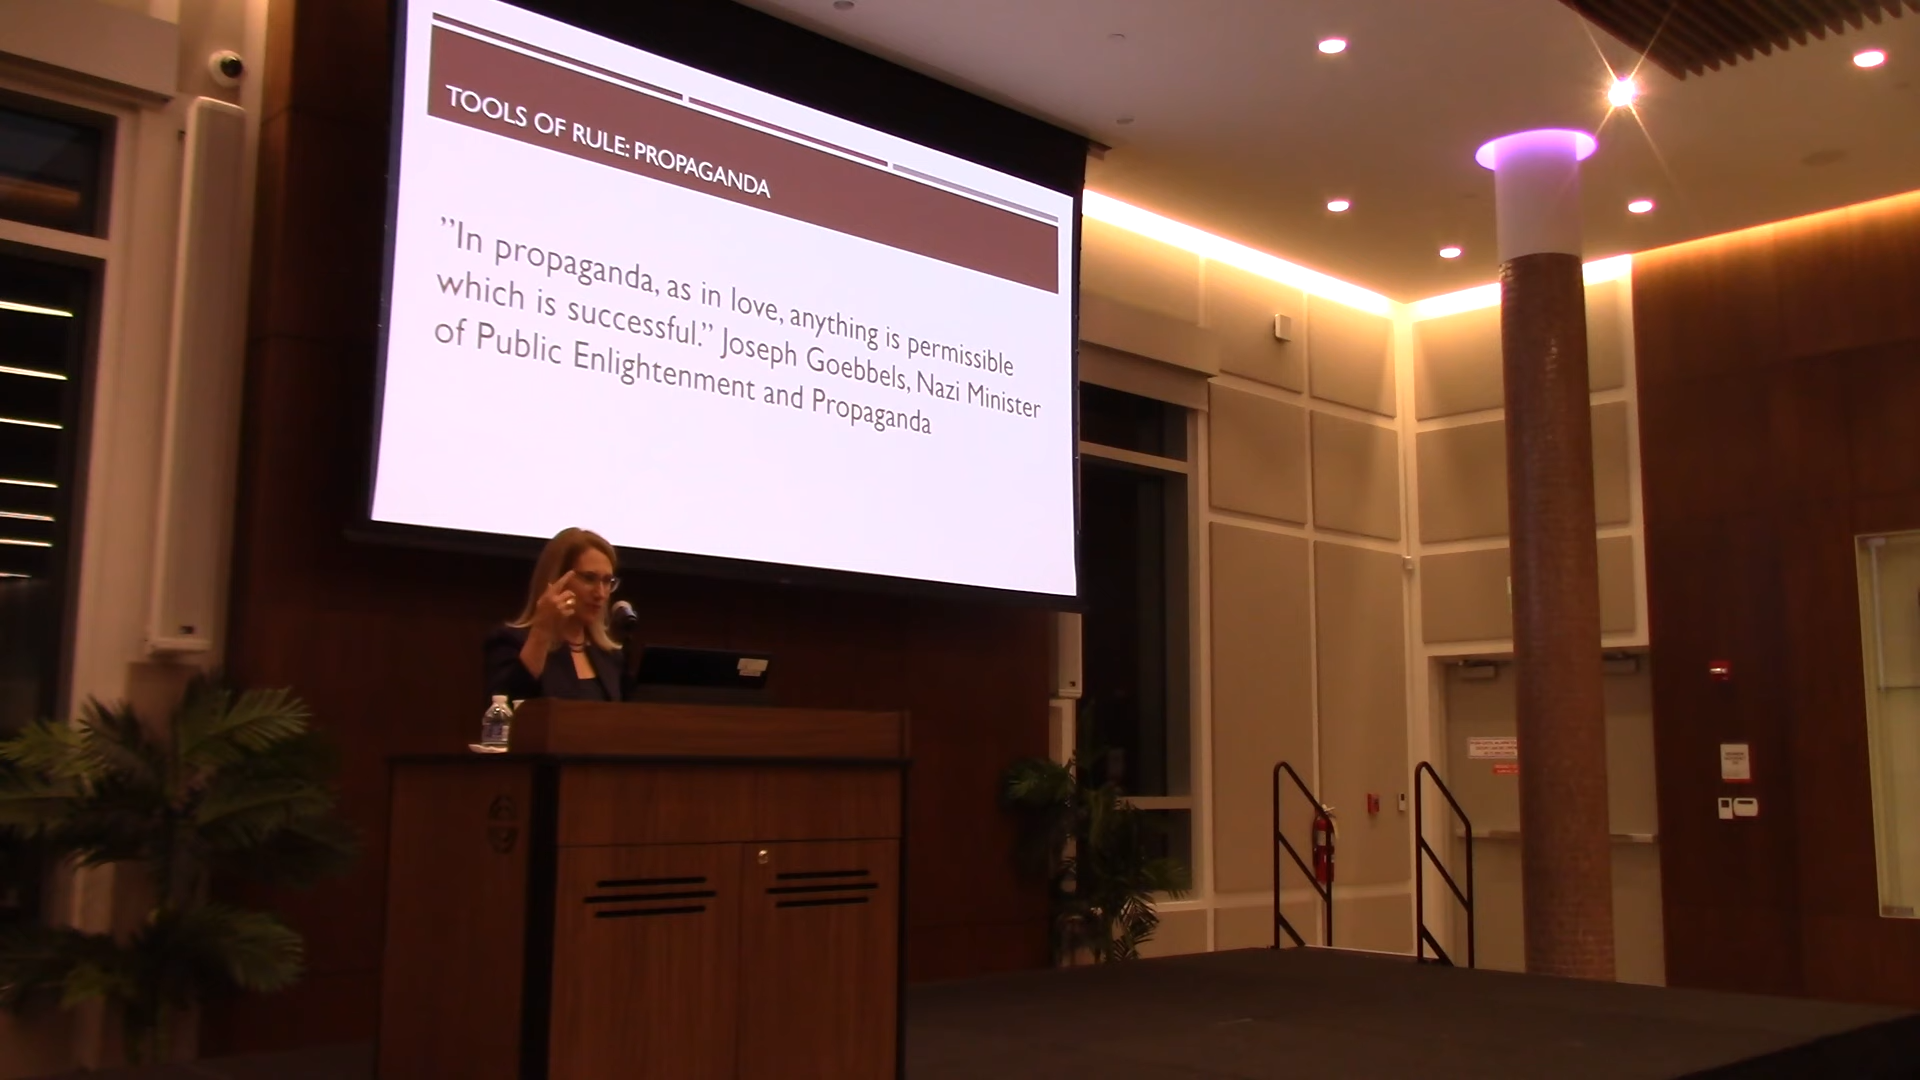 TOOLS OF RULE: PROPAGANDA
”In propaganda, as in love, anything is permissible
which is successful.” Joseph Goebbels, Nazi Minister
of Public Enlightenment and Propaganda